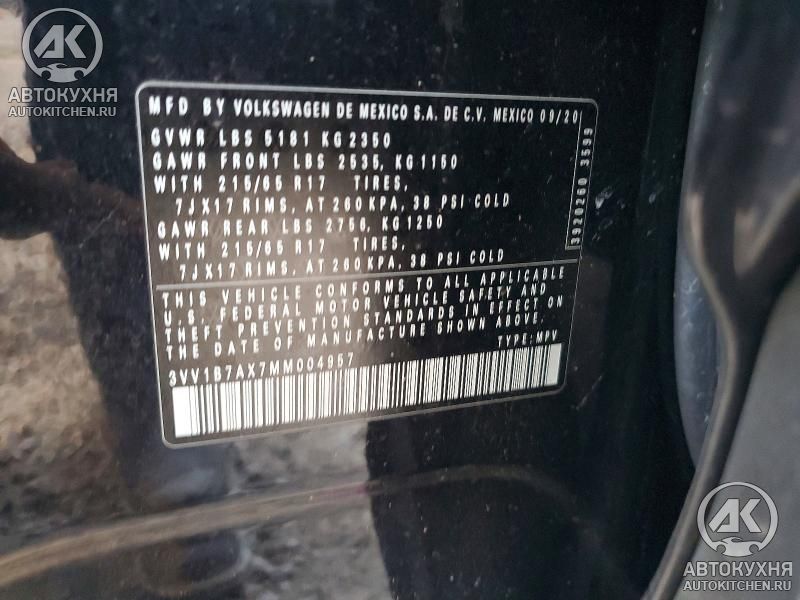 АК
АВТОКУХНЯ
AUTOKITCHEN.RU
MFD BY VOLKSWAGEN DE MEXICO S.A. DE C.V. MEXICO 09/20
GVWR LBS 5181 KG 2350
GAWR FRONT LBS 2535, KG 1150
WITH 215/65 R17 TIRES,
7JX17 RIMS, AT 260 KPA, 38 PSI COLD
GAWR REAR LBS 2756, KG 1250
WITH 215/65 R17 TIRES,
7JX17 RIMS, AT 260 KPA, 38 PSI COLD
THIS VEHICLE CONFORMS TO ALL APPLICABLE
U.S. FEDERAL MOTOR VEHICLE SAFETY AND
THEFT PREVENTION STANDARDS IN EFFECT ON
THE DATE OF MANUFACTURE SHOWN ABOVE.
3VV1B7AX7MM004957 TYPE: MPV
3920260 3599
АК
АВТОКУХНЯ
AUTOKITCHEN.RU